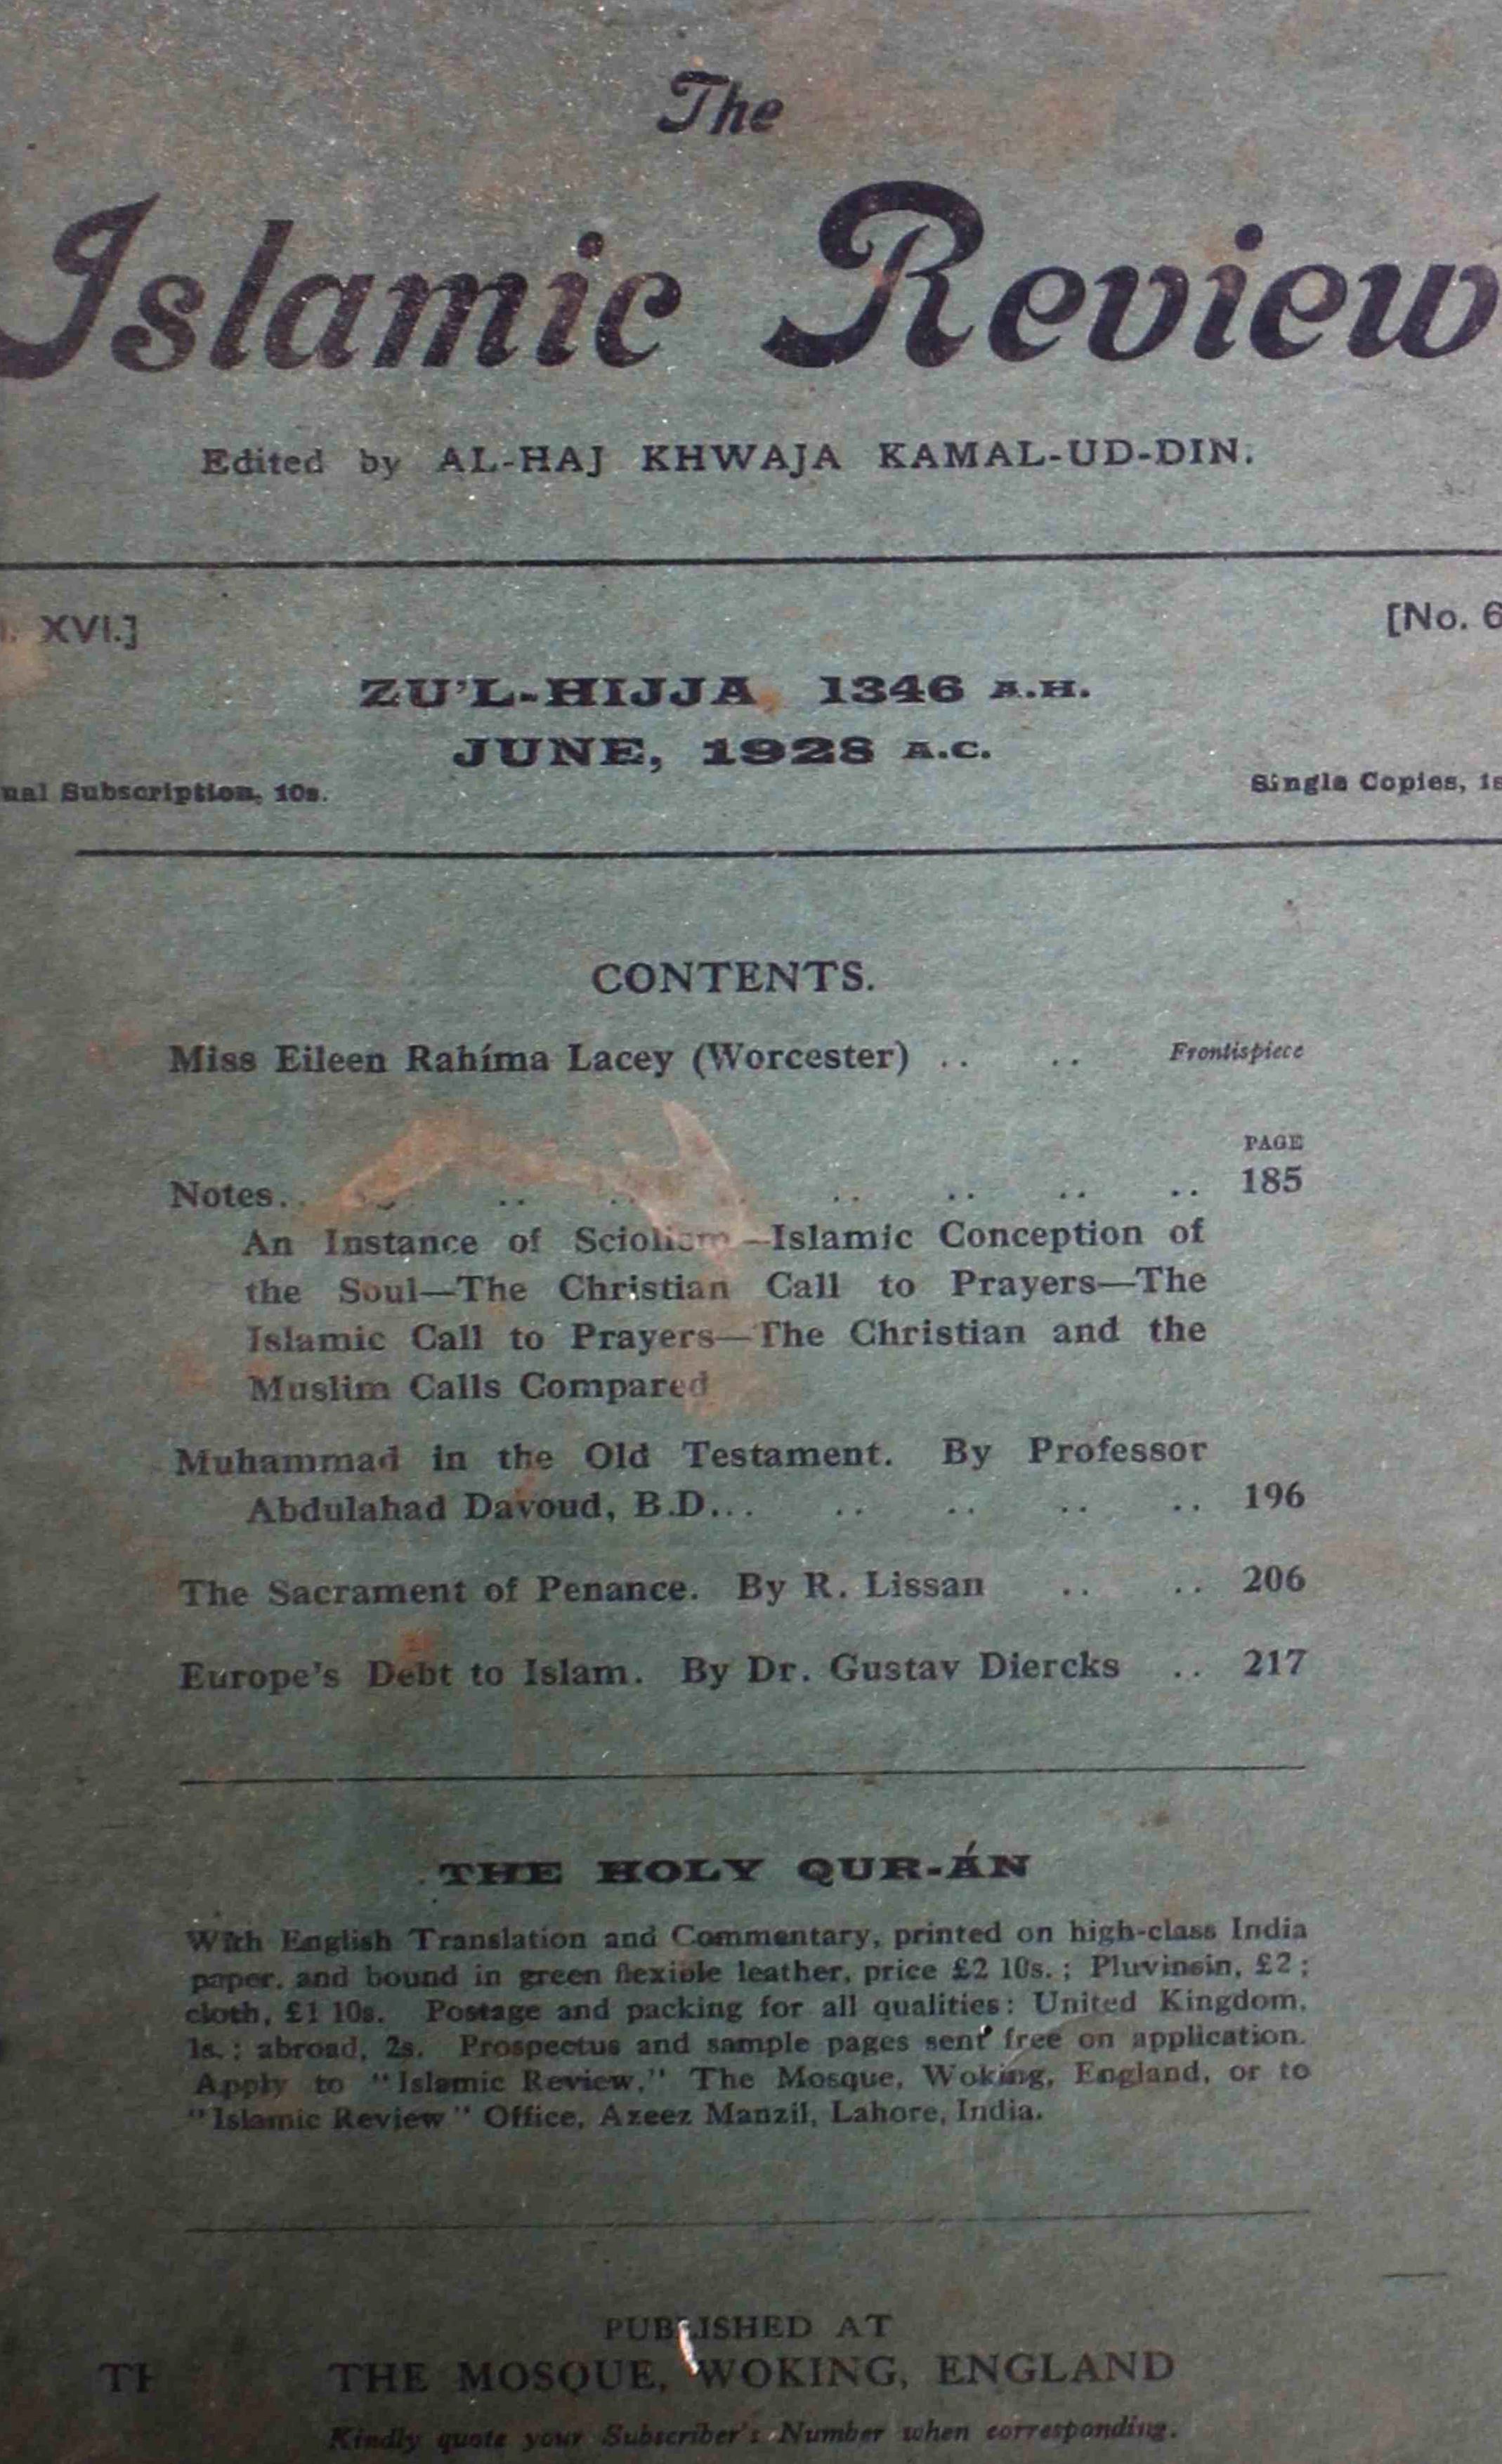 The
Islamic Review
Edited by AL-HAJ KHWAJA KAMAL-UD-DIN.
XVI.] [No. 6
ZU'L-HIJJA 1346 A.H.
JUNE, 1928 A.C.
ual Subscription, 10s. Single Copies, 1s
CONTENTS.
Miss Eileen Rahíma Lacey (Worcester) .. .. Frontispiece
PAGE
Notes.. .. .. .. .. .. .. .. 185
An Instance of Sciolism—Islamic Conception of
the Soul—The Christian Call to Prayers—The
Islamic Call to Prayers—The Christian and the
Muslim Calls Compared
Muhammad in the Old Testament. By Professor
Abdulahad Davoud, B.D... .. .. .. .. 196
The Sacrament of Penance. By R. Lissan .. .. 206
Europe's Debt to Islam. By Dr. Gustav Diercks .. 217
THE HOLY QUR-ÁN
With English Translation and Commentary, printed on high-class India
paper, and bound in green flexible leather, price £2 10s.; Pluvinsin, £2;
cloth, £1 10s. Postage and packing for all qualities: United Kingdom,
1s.; abroad, 2s. Prospectus and sample pages sent free on application.
Apply to "Islamic Review," The Mosque, Woking, England, or to
"Islamic Review" Office, Azeez Manzil, Lahore, India.
PUBLISHED AT
TH THE MOSQUE, WOKING, ENGLAND
Kindly quote your Subscriber's Number when corresponding.